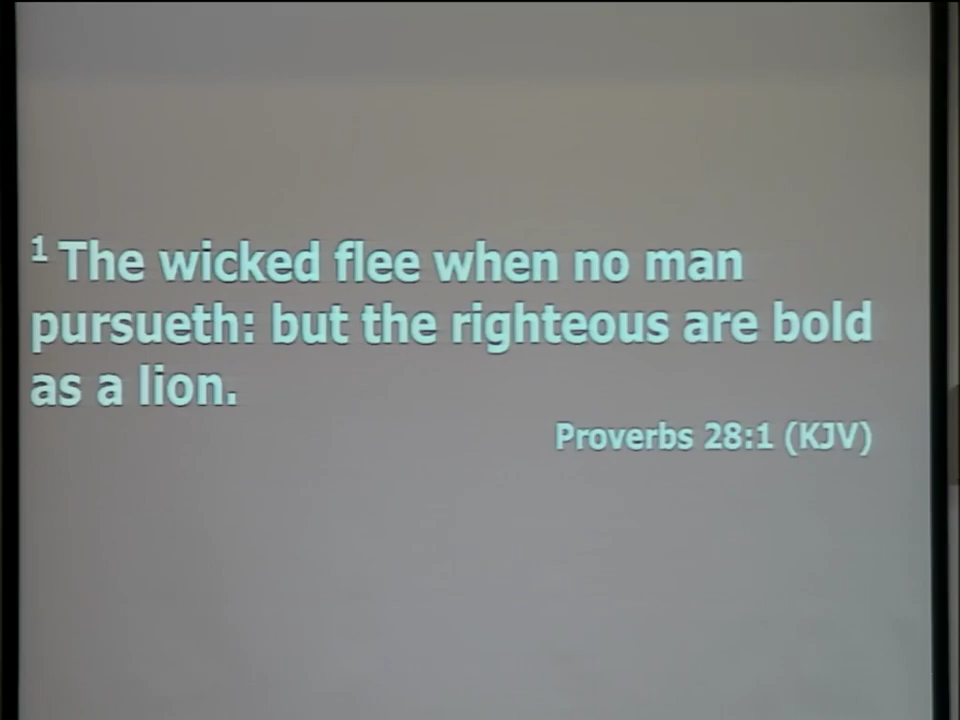 1 The wicked flee when no man
pursueth: but the righteous are bold
as a lion.
Proverbs 28:1 (KJV)